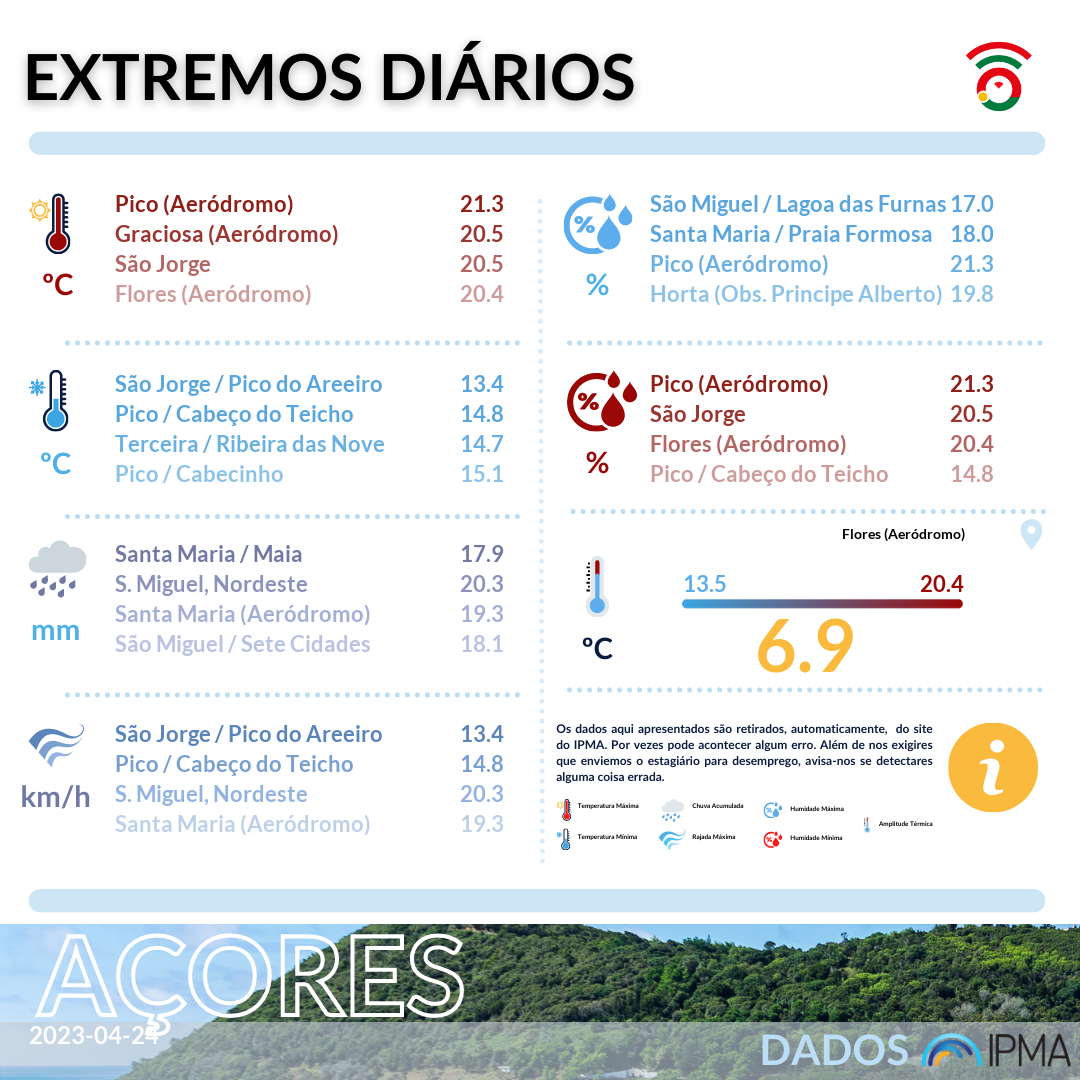 EXTREMOS DIÁRIOS
Pico (Aeródromo) 21.3
Graciosa (Aeródromo) 20.5
São Jorge 20.5
Flores (Aeródromo) 20.4
ºC
São Jorge / Pico do Areeiro 13.4
Pico / Cabeço do Teicho 14.8
Terceira / Ribeira das Nove 14.7
Pico / Cabecinho 15.1
ºC
Santa Maria / Maia 17.9
S. Miguel, Nordeste 20.3
Santa Maria (Aeródromo) 19.3
São Miguel / Sete Cidades 18.1
mm
São Jorge / Pico do Areeiro 13.4
Pico / Cabeço do Teicho 14.8
S. Miguel, Nordeste 20.3
Santa Maria (Aeródromo) 19.3
km/h
%
São Miguel / Lagoa das Furnas 17.0
Santa Maria / Praia Formosa 18.0
Pico (Aeródromo) 21.3
Horta (Obs. Principe Alberto) 19.8
%
%
Pico (Aeródromo) 21.3
São Jorge 20.5
Flores (Aeródromo) 20.4
Pico / Cabeço do Teicho 14.8
%
Flores (Aeródromo)
13.5 20.4
6.9
ºC
Os dados aqui apresentados são retirados, automaticamente, do site
do IPMA. Por vezes pode acontecer algum erro. Além de nos exigires
que enviemos o estagiário para desemprego, avisa-nos se detectares
alguma coisa errada.
i
Temperatura Máxima
Chuva Acumulada
Humidade Máxima
Amplitude Térmica
Temperatura Mínima
Rajada Máxima
Humidade Mínima
AÇORES
2023-04-24
DADOS IPMA